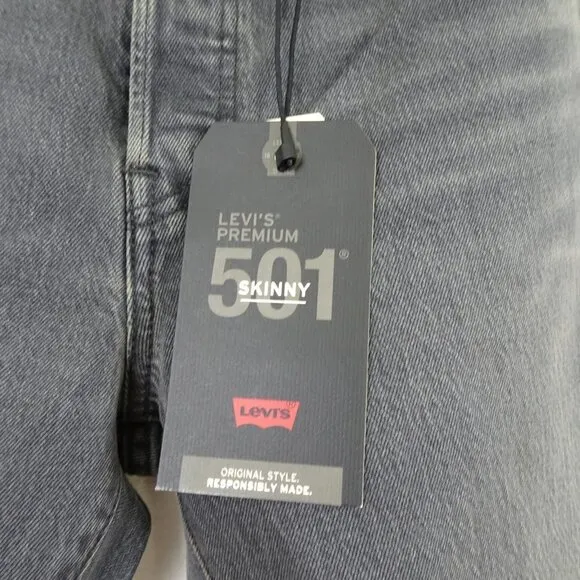 LEVI'S®
PREMIUM
501®
SKINNY
Levi's
ORIGINAL STYLE.
RESPONSIBLY MADE.